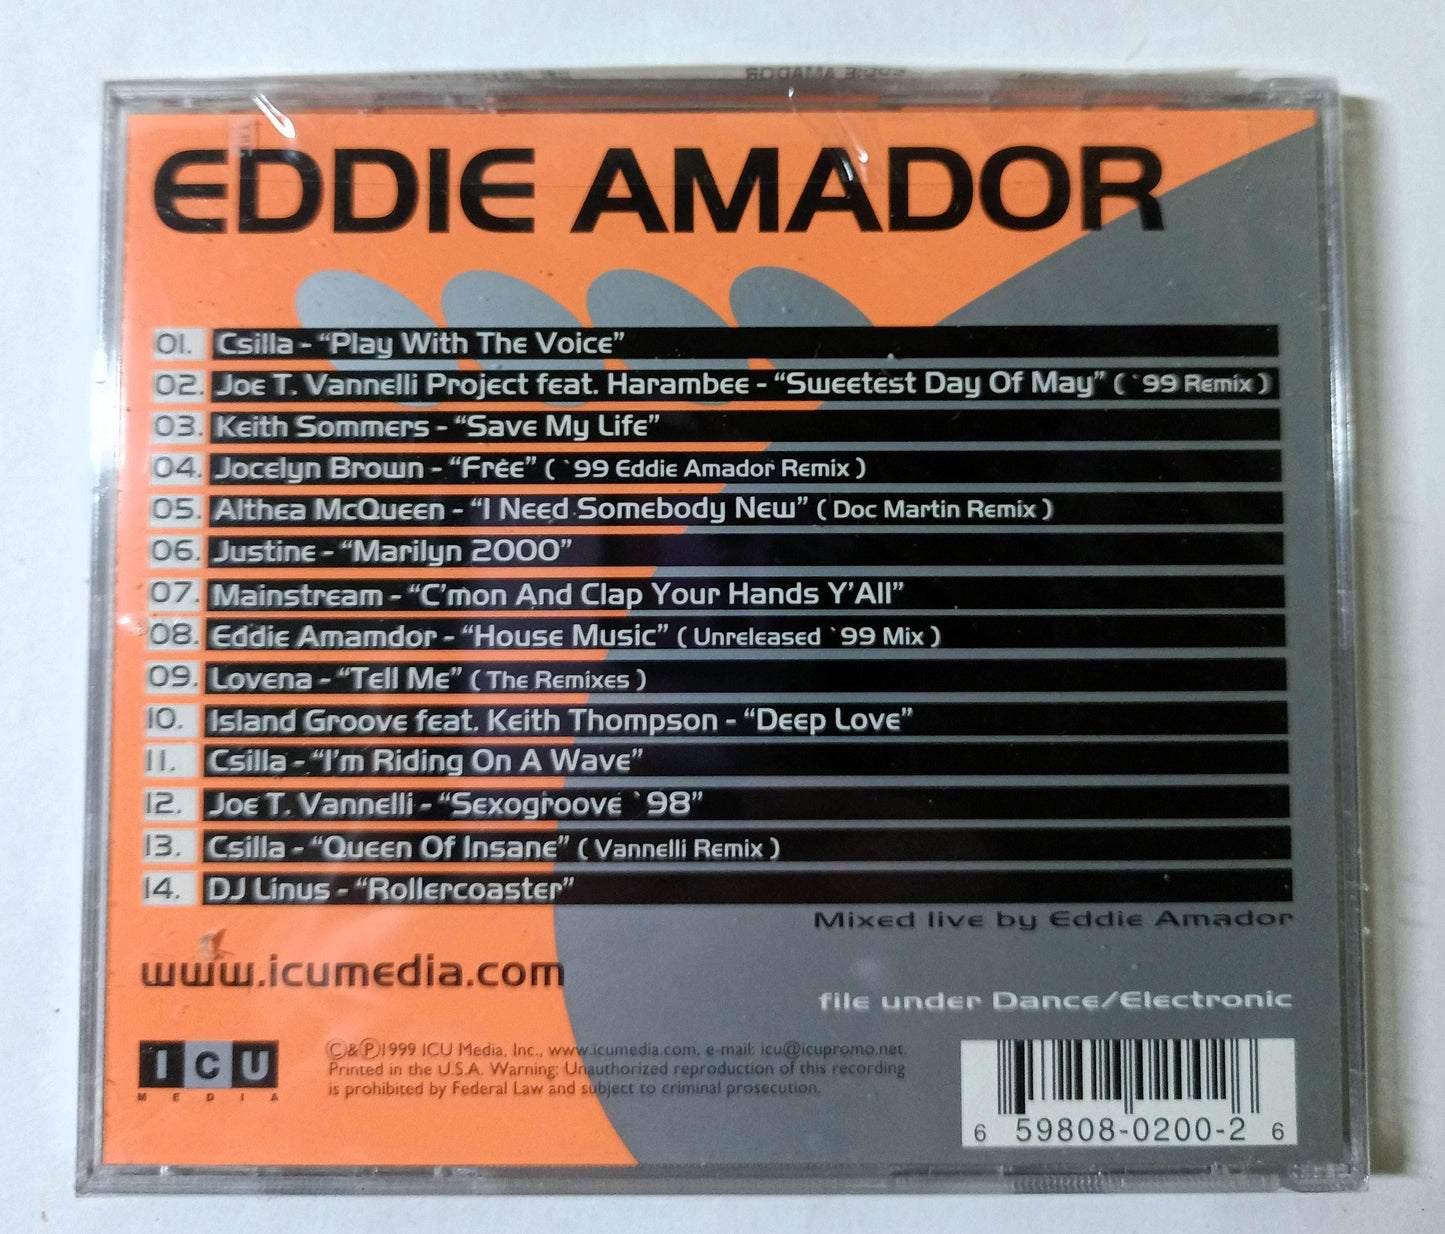 EDDIE AMADOR
EDDIE AMADOR
01. Csilla - “Play With The Voice”
02. Joe T. Vannelli Project feat. Harambee - “Sweetest Day Of May” ( `99 Remix )
03. Keith Sommers - “Save My Life”
04. Jocelyn Brown - “Free” ( `99 Eddie Amador Remix )
05. Althea McQueen - “I Need Somebody New” ( Doc Martin Remix )
06. Justine - “Marilyn 2000”
07. Mainstream - “C’mon And Clap Your Hands Y’All”
08. Eddie Amamdor - “House Music” ( Unreleased `99 Mix )
09. Lovena - “Tell Me” ( The Remixes )
10. Island Groove feat. Keith Thompson - “Deep Love”
11. Csilla - “I’m Riding On A Wave”
12. Joe T. Vannelli - “Sexogroove `98”
13. Csilla - “Queen Of Insane” ( Vannelli Remix )
14. DJ Linus - “Rollercoaster”
Mixed live by Eddie Amador
www.icumedia.com
file under Dance/Electronic
ICU
MEDIA
©&℗1999 ICU Media, Inc., www.icumedia.com, e-mail: icu@icupromo.net.
Printed in the U.S.A. Warning: Unauthorized reproduction of this recording
is prohibited by Federal Law and subject to criminal prosecution.
6 59808-0200-2 6